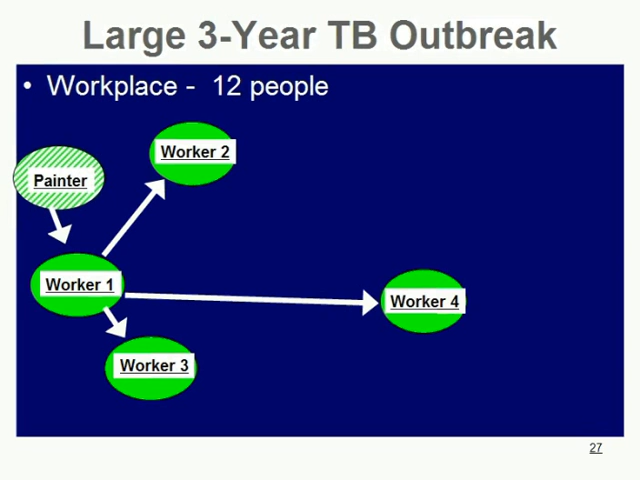 Large 3-Year TB Outbreak
• Workplace - 12 people
Worker 2
Painter
Worker 1
Worker 4
Worker 3
27